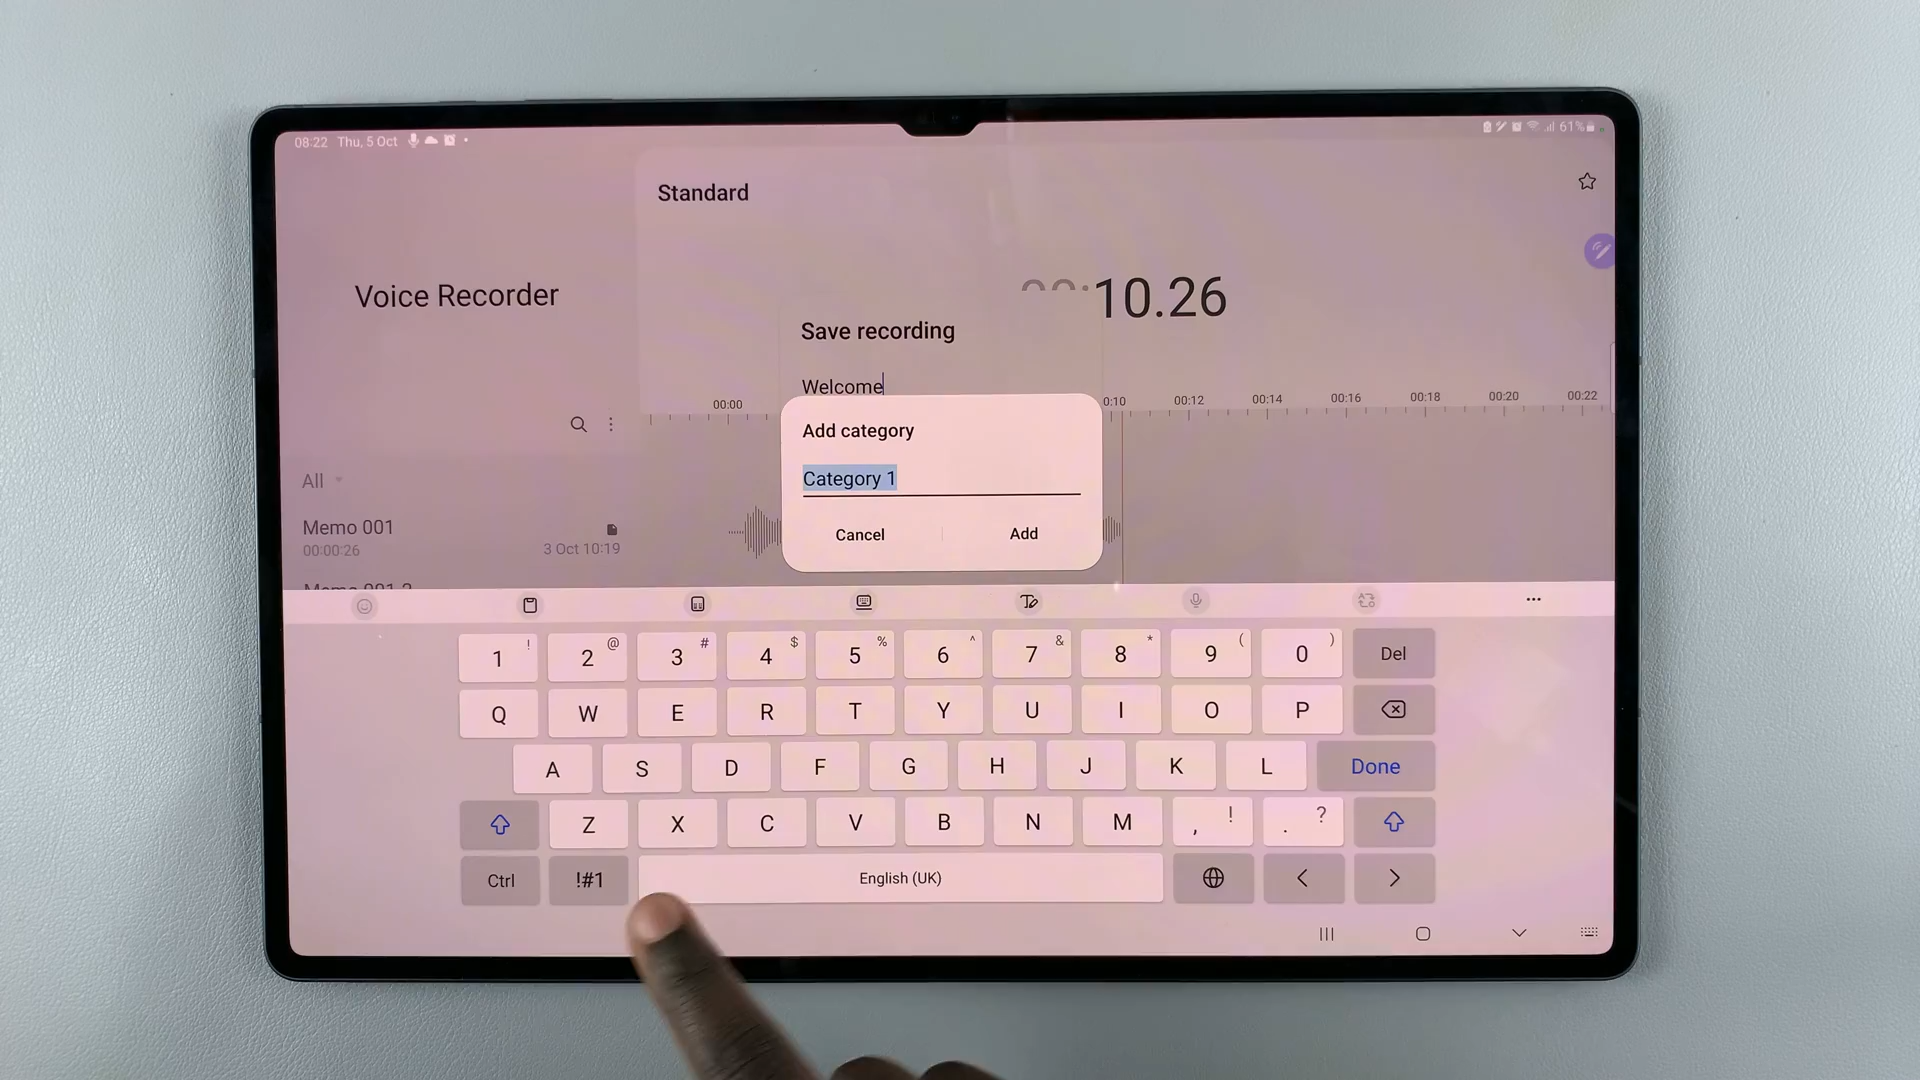 08:22 Thu, 5 Oct
61%
Standard
Voice Recorder
10.26
Save recording
Welcome
00:00
0:10 00:12 00:14 00:16 00:18 00:20 00:22
Add category
Category 1
Cancel Add
All
Memo 001
00:00:26 3 Oct 10:19
1 ! 2 @ 3 # 4 $ 5 % 6 ^ 7 & 8 * 9 ( 0 ) Del
Q W E R T Y U I O P
A S D F G H J K L Done
Z X C V B N M , ! . ?
Ctrl !#1 English (UK) < >